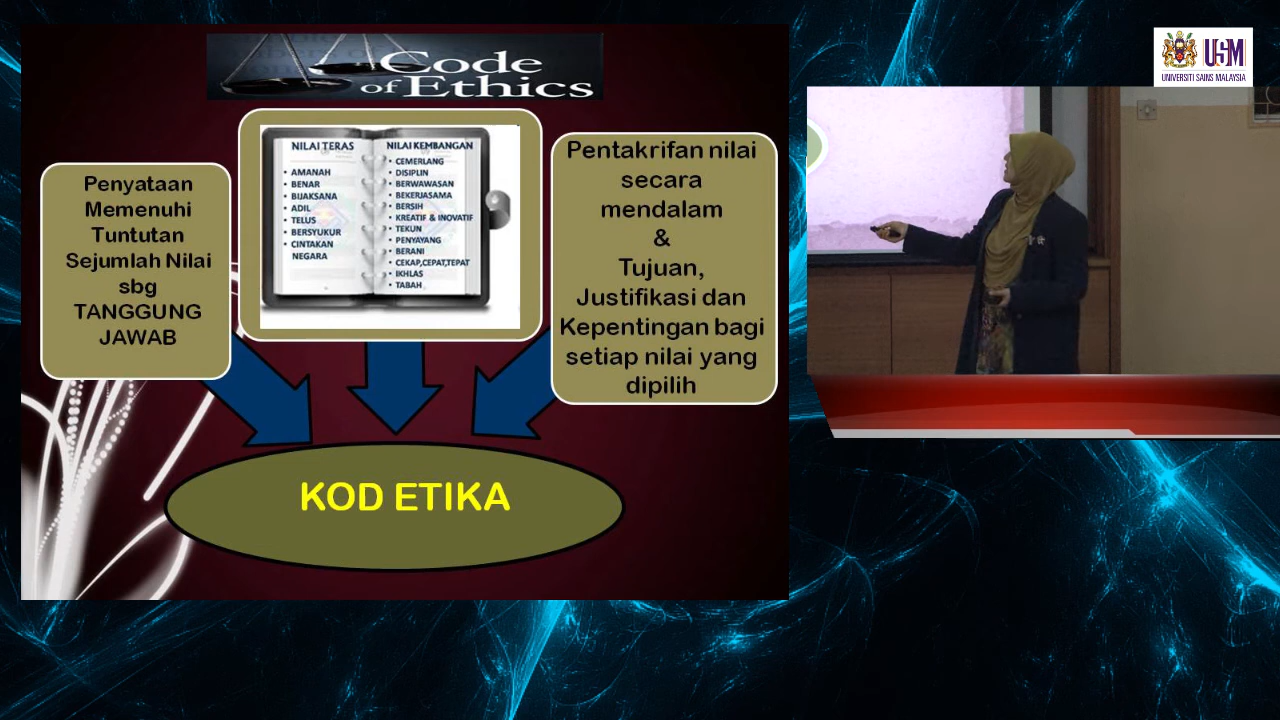 Code
of Ethics
Penyataan
Memenuhi
Tuntutan
Sejumlah Nilai
sbg
TANGGUNG
JAWAB
NILAI TERAS
• AMANAH
• BENAR
• BIJAKSANA
• ADIL
• TELUS
• BERSYUKUR
• CINTAKAN
NEGARA
NILAI KEMBANGAN
• CEMERLANG
• DISIPLIN
• BERWAWASAN
• BEKERJASAMA
• BERSIH
• KREATIF & INOVATIF
• TEKUN
• PENYAYANG
• BERANI
• CEKAP,CEPAT,TEPAT
• IKHLAS
• TABAH
Pentakrifan nilai
secara
mendalam
&
Tujuan,
Justifikasi dan
Kepentingan bagi
setiap nilai yang
dipilih
KOD ETIKA
USM
UNIVERSITI SAINS MALAYSIA